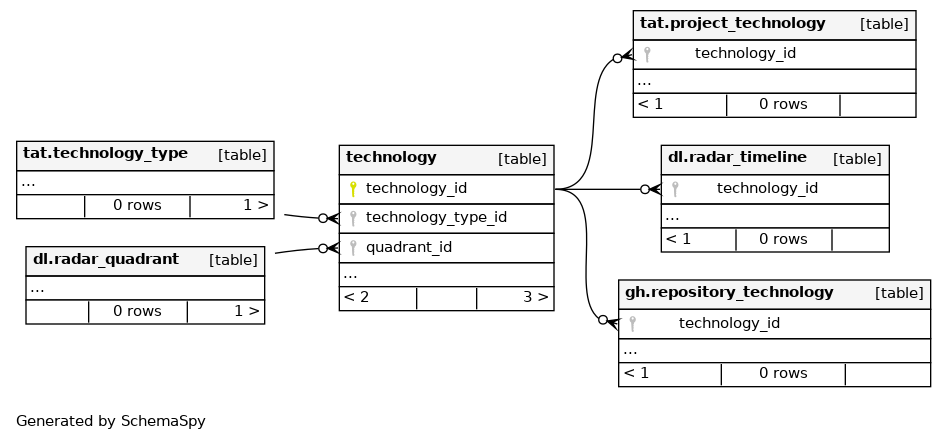 tat.project_technology [table]
technology_id
...
< 1 0 rows
tat.technology_type [table]
...
0 rows 1 >
technology [table]
technology_id
technology_type_id
quadrant_id
...
< 2 3 >
dl.radar_timeline [table]
technology_id
...
< 1 0 rows
dl.radar_quadrant [table]
...
0 rows 1 >
gh.repository_technology [table]
technology_id
...
< 1 0 rows
Generated by SchemaSpy